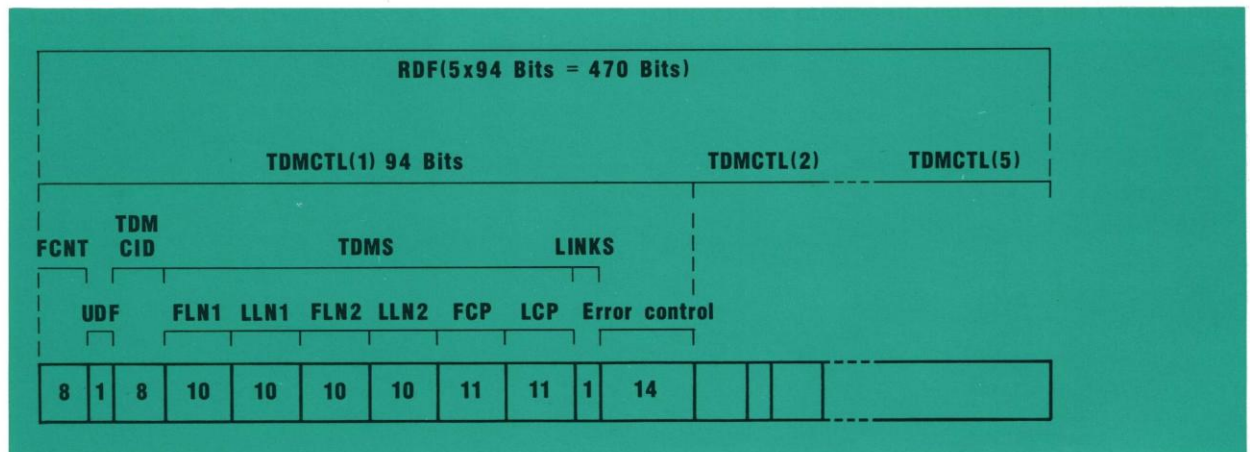 RDF(5x94 Bits = 470 Bits)
TDMCTL(1) 94 Bits TDMCTL(2) TDMCTL(5)
TDM
FCNT CID TDMS LINKS
UDF FLN1 LLN1 FLN2 LLN2 FCP LCP Error control
8 1 8 10 10 10 10 11 11 1 14